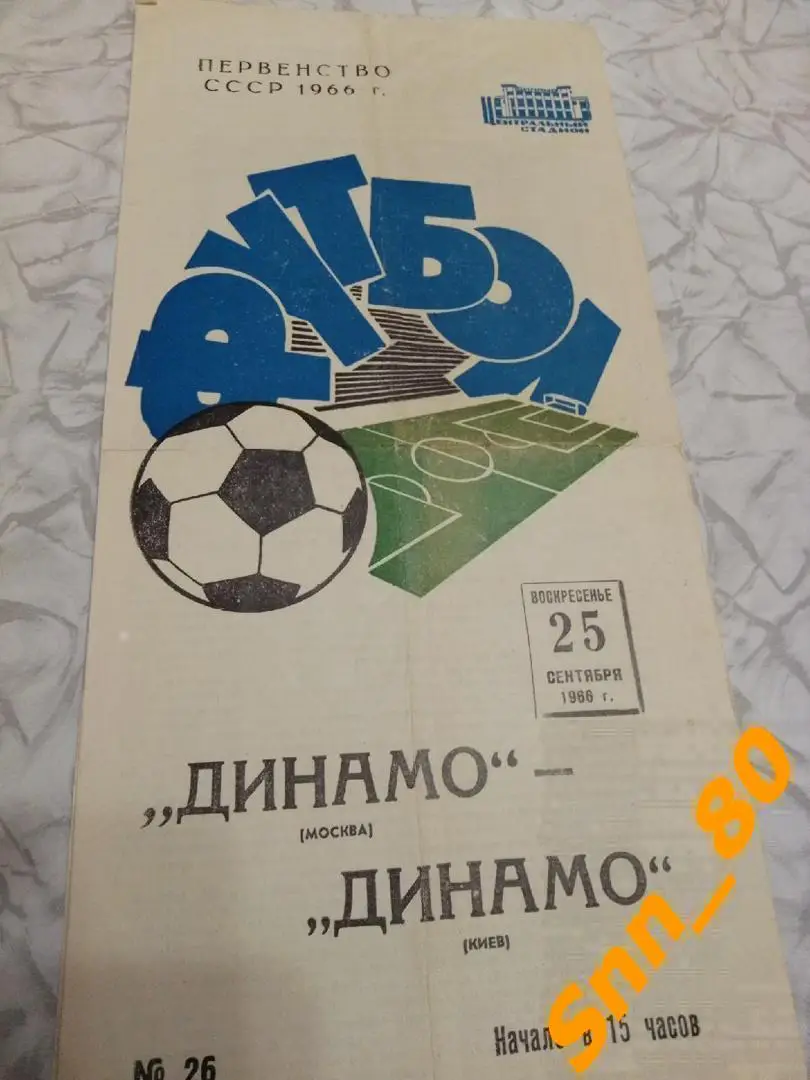 ПЕРВЕНСТВО
СССР 1966 г.
ЦЕНТРАЛЬНЫЙ
СТАДИОН
ФУТБОЛ
ВОСКРЕСЕНЬЕ
25
СЕНТЯБРЯ
1966 г.
„ДИНАМО“ –
(МОСКВА)
„ДИНАМО“
(КИЕВ)
Начало в 15 часов
№ 26
Snn_80